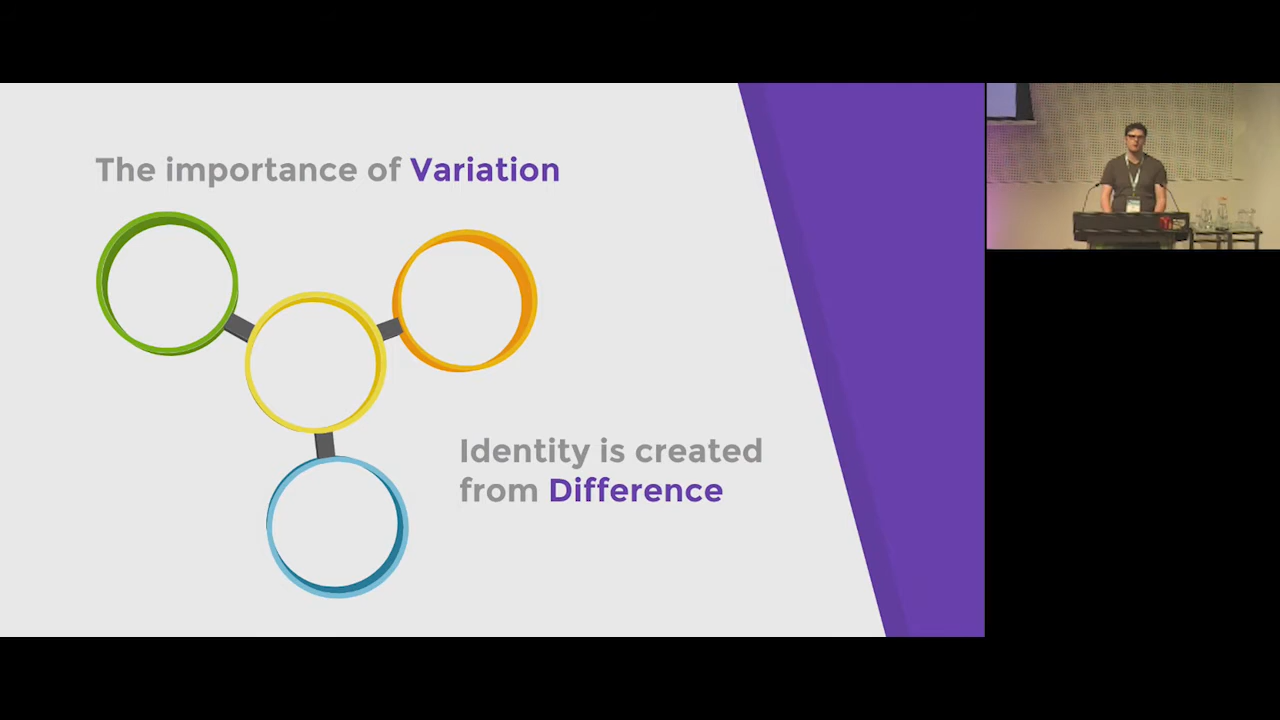 The importance of Variation
Identity is created
from Difference